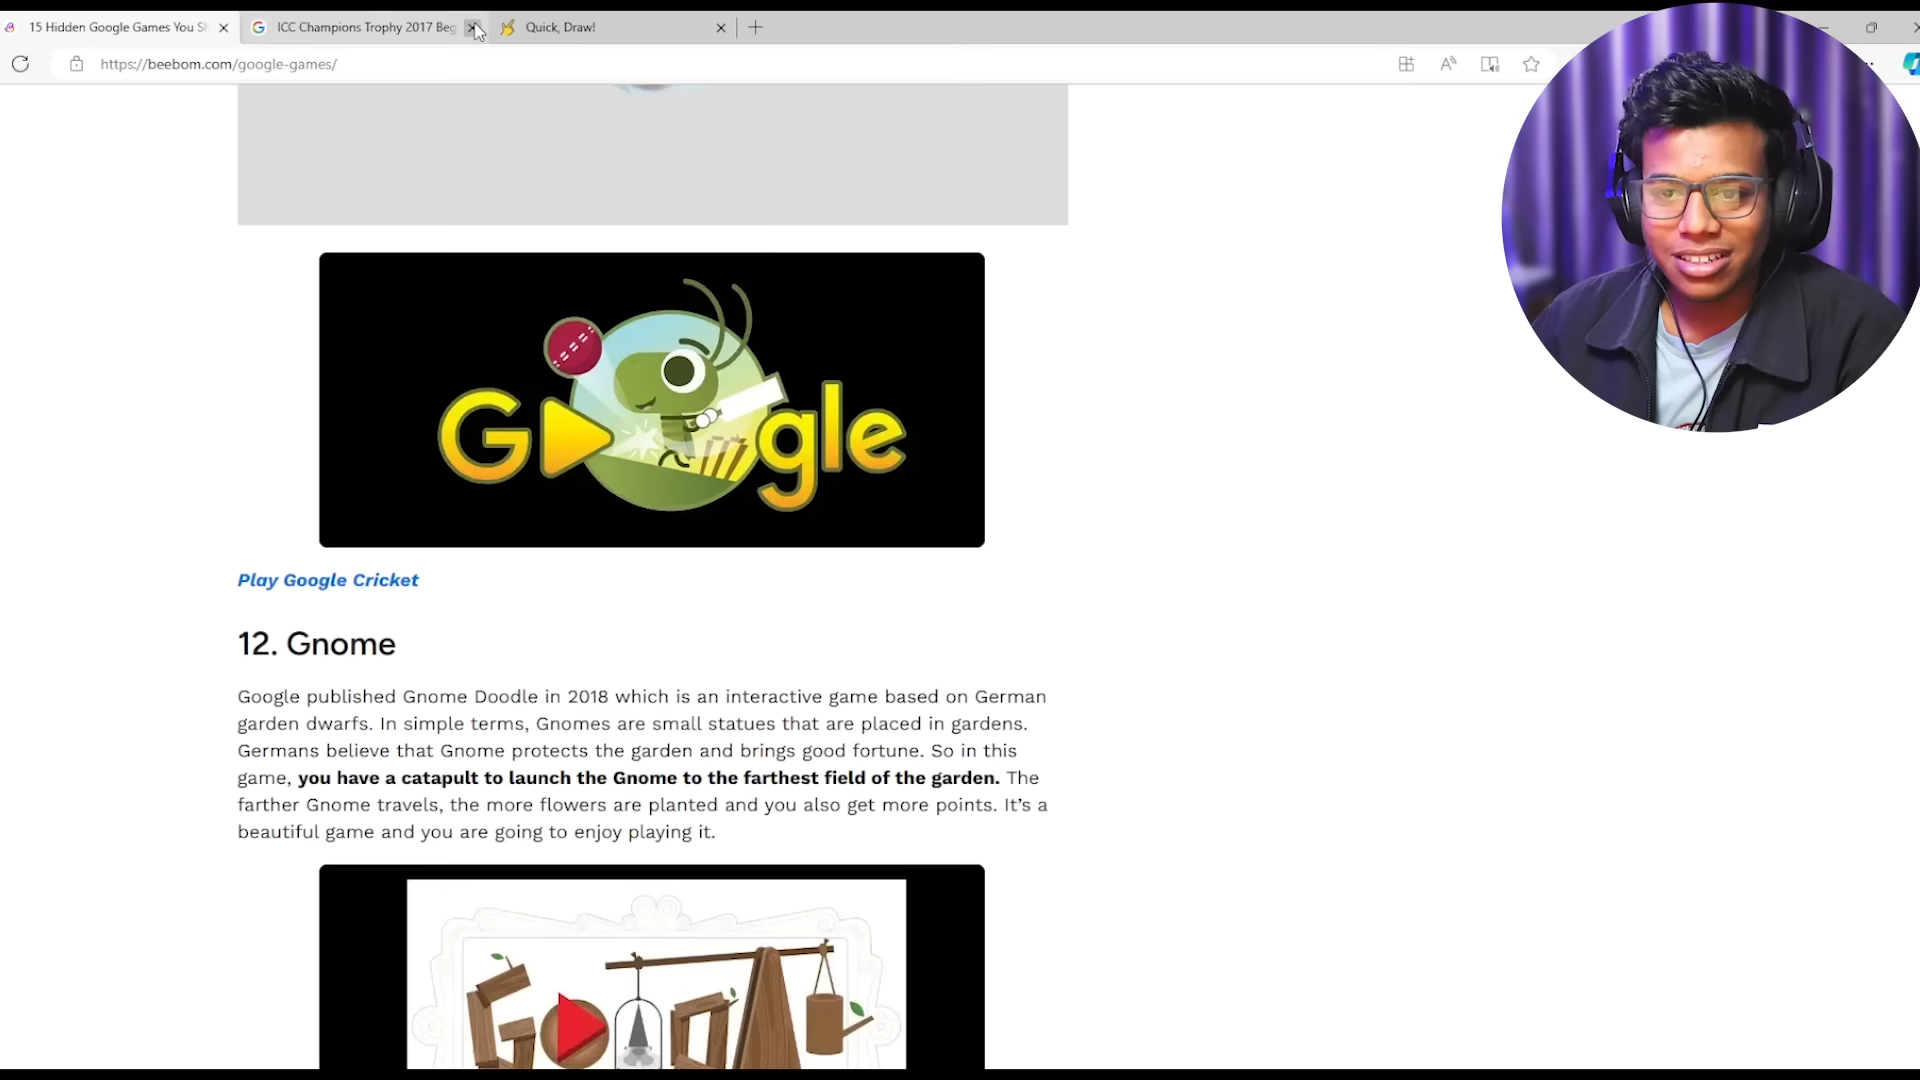 15 Hidden Google Games You Sh
ICC Champions Trophy 2017 Beg
Quick, Draw!
https://beebom.com/google-games/
Google
Play Google Cricket
12. Gnome
Google published Gnome Doodle in 2018 which is an interactive game based on German
garden dwarfs. In simple terms, Gnomes are small statues that are placed in gardens.
Germans believe that Gnome protects the garden and brings good fortune. So in this
game, you have a catapult to launch the Gnome to the farthest field of the garden. The
farther Gnome travels, the more flowers are planted and you also get more points. It’s a
beautiful game and you are going to enjoy playing it.